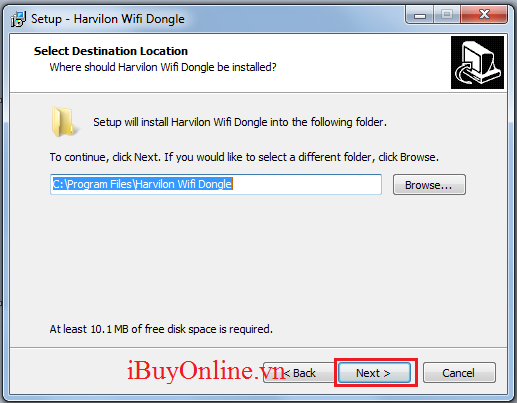 Setup - Harvilon Wifi Dongle
Select Destination Location
Where should Harvilon Wifi Dongle be installed?
Setup will install Harvilon Wifi Dongle into the following folder.
To continue, click Next. If you would like to select a different folder, click Browse.
C:\Program Files\Harvilon Wifi Dongle
Browse...
At least 10.1 MB of free disk space is required.
iBuyOnline.vn
< Back
Next >
Cancel